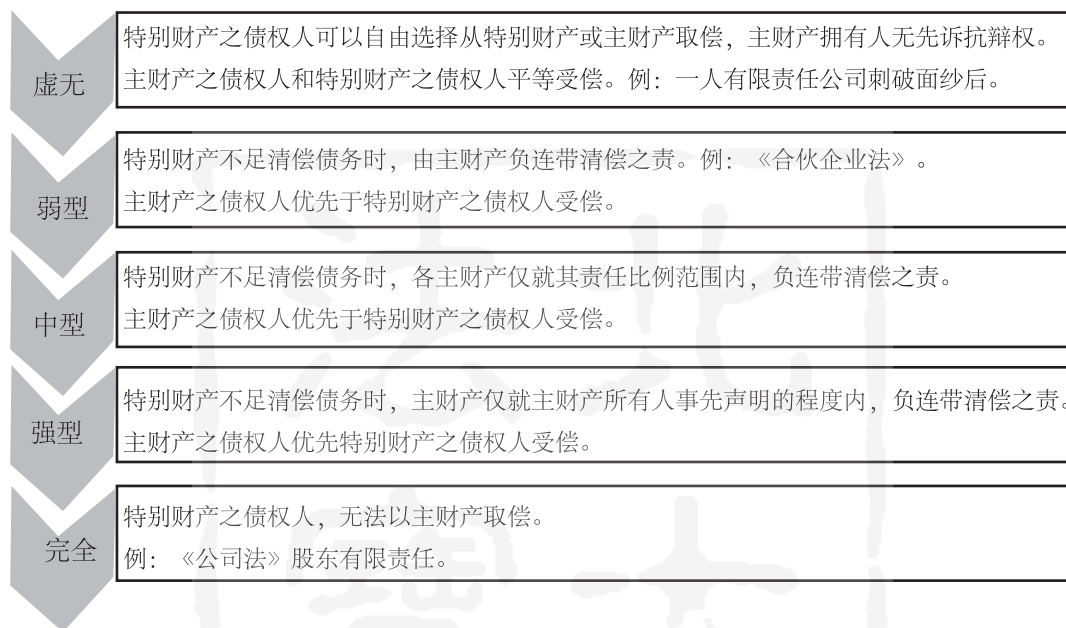 虚无
特别财产之债权人可以自由选择从特别财产或主财产取偿，主财产拥有人无先诉抗辩权。
主财产之债权人和特别财产之债权人平等受偿。例：一人有限责任公司刺破面纱后。
弱型
特别财产不足清偿债务时，由主财产负连带清偿之责。例：《合伙企业法》。
主财产之债权人优先于特别财产之债权人受偿。
中型
特别财产不足清偿债务时，各主财产仅就其责任比例范围内，负连带清偿之责。
主财产之债权人优先于特别财产之债权人受偿。
强型
特别财产不足清偿债务时，主财产仅就主财产所有人事先声明的程度内，负连带清偿之责。
主财产之债权人优先特别财产之债权人受偿。
完全
特别财产之债权人，无法以主财产取偿。
例：《公司法》股东有限责任。